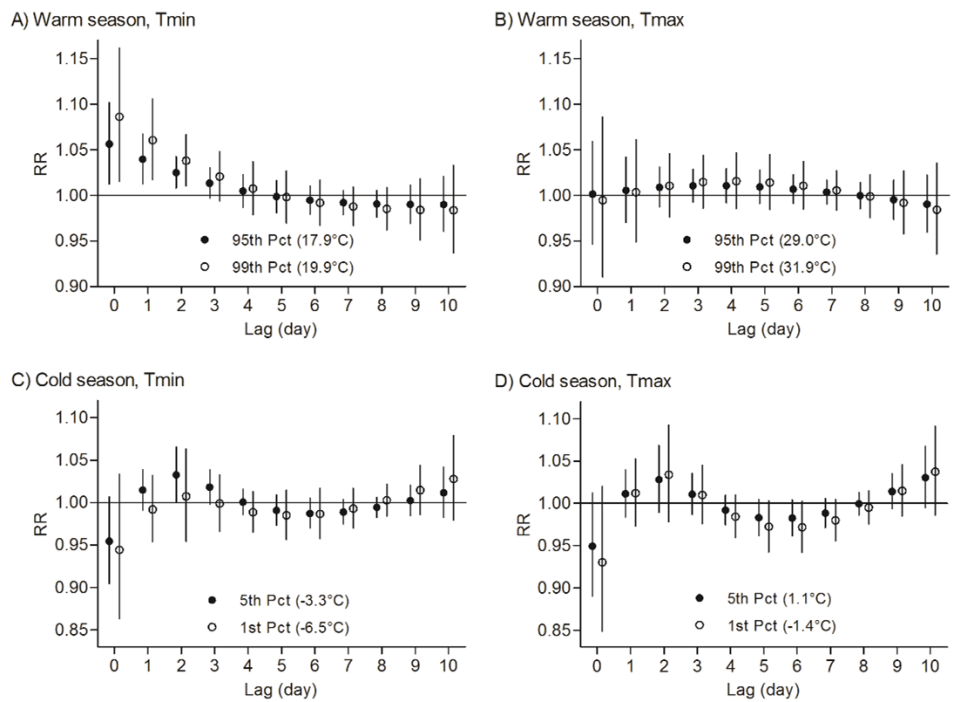 A) Warm season, Tmin
RR
1.15
1.10
1.05
1.00
0.95
0.90
95th Pct (17.9°C)
99th Pct (19.9°C)
0 1 2 3 4 5 6 7 8 9 10
Lag (day)
B) Warm season, Tmax
RR
1.15
1.10
1.05
1.00
0.95
0.90
95th Pct (29.0°C)
99th Pct (31.9°C)
0 1 2 3 4 5 6 7 8 9 10
Lag (day)
C) Cold season, Tmin
RR
1.10
1.05
1.00
0.95
0.90
0.85
5th Pct (-3.3°C)
1st Pct (-6.5°C)
0 1 2 3 4 5 6 7 8 9 10
Lag (day)
D) Cold season, Tmax
RR
1.10
1.05
1.00
0.95
0.90
0.85
5th Pct (1.1°C)
1st Pct (-1.4°C)
0 1 2 3 4 5 6 7 8 9 10
Lag (day)